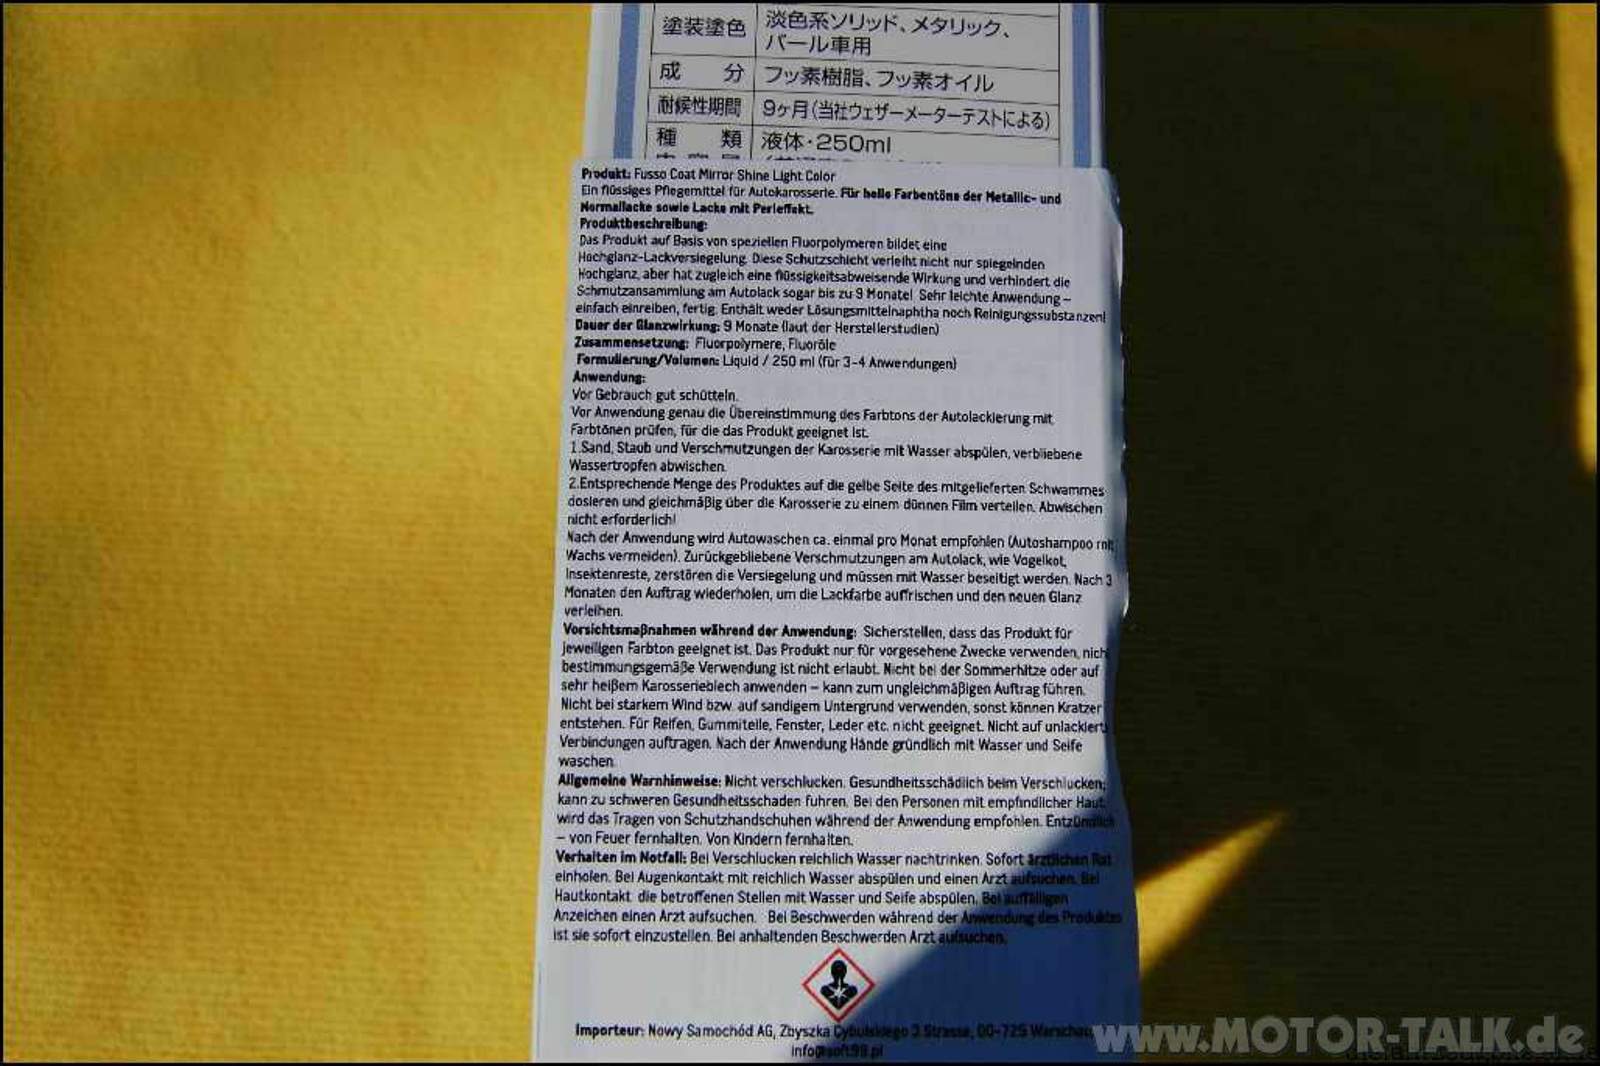 塗装塗色 淡色系ソリッド、メタリック、
パール車用
成 分 フッ素樹脂、フッ素オイル
耐候性期間 9ヶ月(当社ウェザーメーターテストによる)
種 類 液体・250ml
Produkt: Fusso Coat Mirror Shine Light Color
Ein flüssiges Pflegemittel für Autokarosserie. Für helle Farbentöne der Metallic- und
Normallacke sowie Lacke mit Perleffekt.
Produktbeschreibung:
Das Produkt auf Basis von speziellen Fluorpolymeren bildet eine
Hochglanz-Lackversiegelung. Diese Schutzschicht verleiht nicht nur spiegelnden
Hochglanz, aber hat zugleich eine flüssigkeitsabweisende Wirkung und verhindert die
Schmutzansammlung am Autolack sogar bis zu 9 Monate! Sehr leichte Anwendung –
einfach einreiben, fertig. Enthält weder Lösungsmittelnaphtha noch Reinigungssubstanzen!
Dauer der Glanzwirkung: 9 Monate (laut der Herstellerstudien)
Zusammensetzung: Fluorpolymere, Fluoröle
Formulierung/Volumen: Liquid / 250 ml (für 3-4 Anwendungen)
Anwendung:
Vor Gebrauch gut schütteln.
Vor Anwendung genau die Übereinstimmung des Farbtons der Autolackierung mit
Farbtönen prüfen, für die das Produkt geeignet ist.
1.Sand, Staub und Verschmutzungen der Karosserie mit Wasser abspülen, verbliebene
Wassertropfen abwischen.
2.Entsprechende Menge des Produktes auf die gelbe Seite des mitgelieferten Schwammes
dosieren und gleichmäßig über die Karosserie zu einem dünnen Film verteilen. Abwischen
nicht erforderlich!
Nach der Anwendung wird Autowaschen ca. einmal pro Monat empfohlen (Autoshampoo mit
Wachs vermeiden). Zurückgebliebene Verschmutzungen am Autolack, wie Vogelkot,
Insektenreste, zerstören die Versiegelung und müssen mit Wasser beseitigt werden. Nach 3
Monaten den Auftrag wiederholen, um die Lackfarbe auffrischen und den neuen Glanz
verleihen.
Vorsichtsmaßnahmen während der Anwendung: Sicherstellen, dass das Produkt für
jeweiligen Farbton geeignet ist. Das Produkt nur für vorgesehene Zwecke verwenden, nich
bestimmungsgemäße Verwendung ist nicht erlaubt. Nicht bei der Sommerhitze oder auf
sehr heißem Karosserieblech anwenden – kann zum ungleichmäßigen Auftrag führen.
Nicht bei starkem Wind bzw. auf sandigem Untergrund verwenden, sonst können Kratzer
entstehen. Für Reifen, Gummiteile, Fenster, Leder etc. nicht geeignet. Nicht auf unlackiert
Verbindungen auftragen. Nach der Anwendung Hände gründlich mit Wasser und Seife
waschen.
Allgemeine Warnhinweise: Nicht verschlucken. Gesundheitsschädlich beim Verschlucken;
kann zu schweren Gesundheitsschaden führen. Bei den Personen mit empfindlicher Haut
wird das Tragen von Schutzhandschuhen während der Anwendung empfohlen. Entzündlich
– von Feuer fernhalten. Von Kindern fernhalten.
Verhalten im Notfall: Bei Verschlucken reichlich Wasser nachtrinken. Sofort ärztlichen Rat
einholen. Bei Augenkontakt mit reichlich Wasser abspülen und einen Arzt aufsuchen. Bei
Hautkontakt die betroffenen Stellen mit Wasser und Seife abspülen. Bei auffälligen
Anzeichen einen Arzt aufsuchen. Bei Beschwerden während der Anwendung des Produktes
ist sie sofort einzustellen. Bei anhaltenden Beschwerden Arzt aufsuchen.
Importeur: Nowy Samochód AG, Zbyszka Cybulskiego 3 Strasse, 00-725 Warschau
info@soft99.pl
www.MOTOR-TALK.de